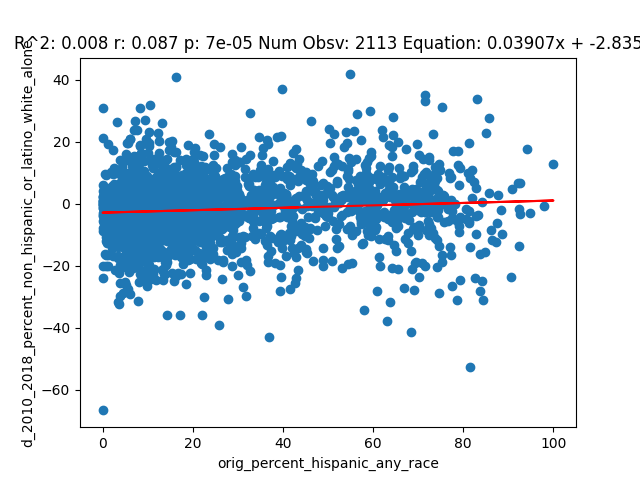 R^2: 0.008 r: 0.087 p: 7e-05 Num Obsv: 2113 Equation: 0.03907x + -2.835
d_2010_2018_percent_non_hispanic_or_latino_white_alone
40
20
0
−20
−40
−60
0 20 40 60 80 100
orig_percent_hispanic_any_race